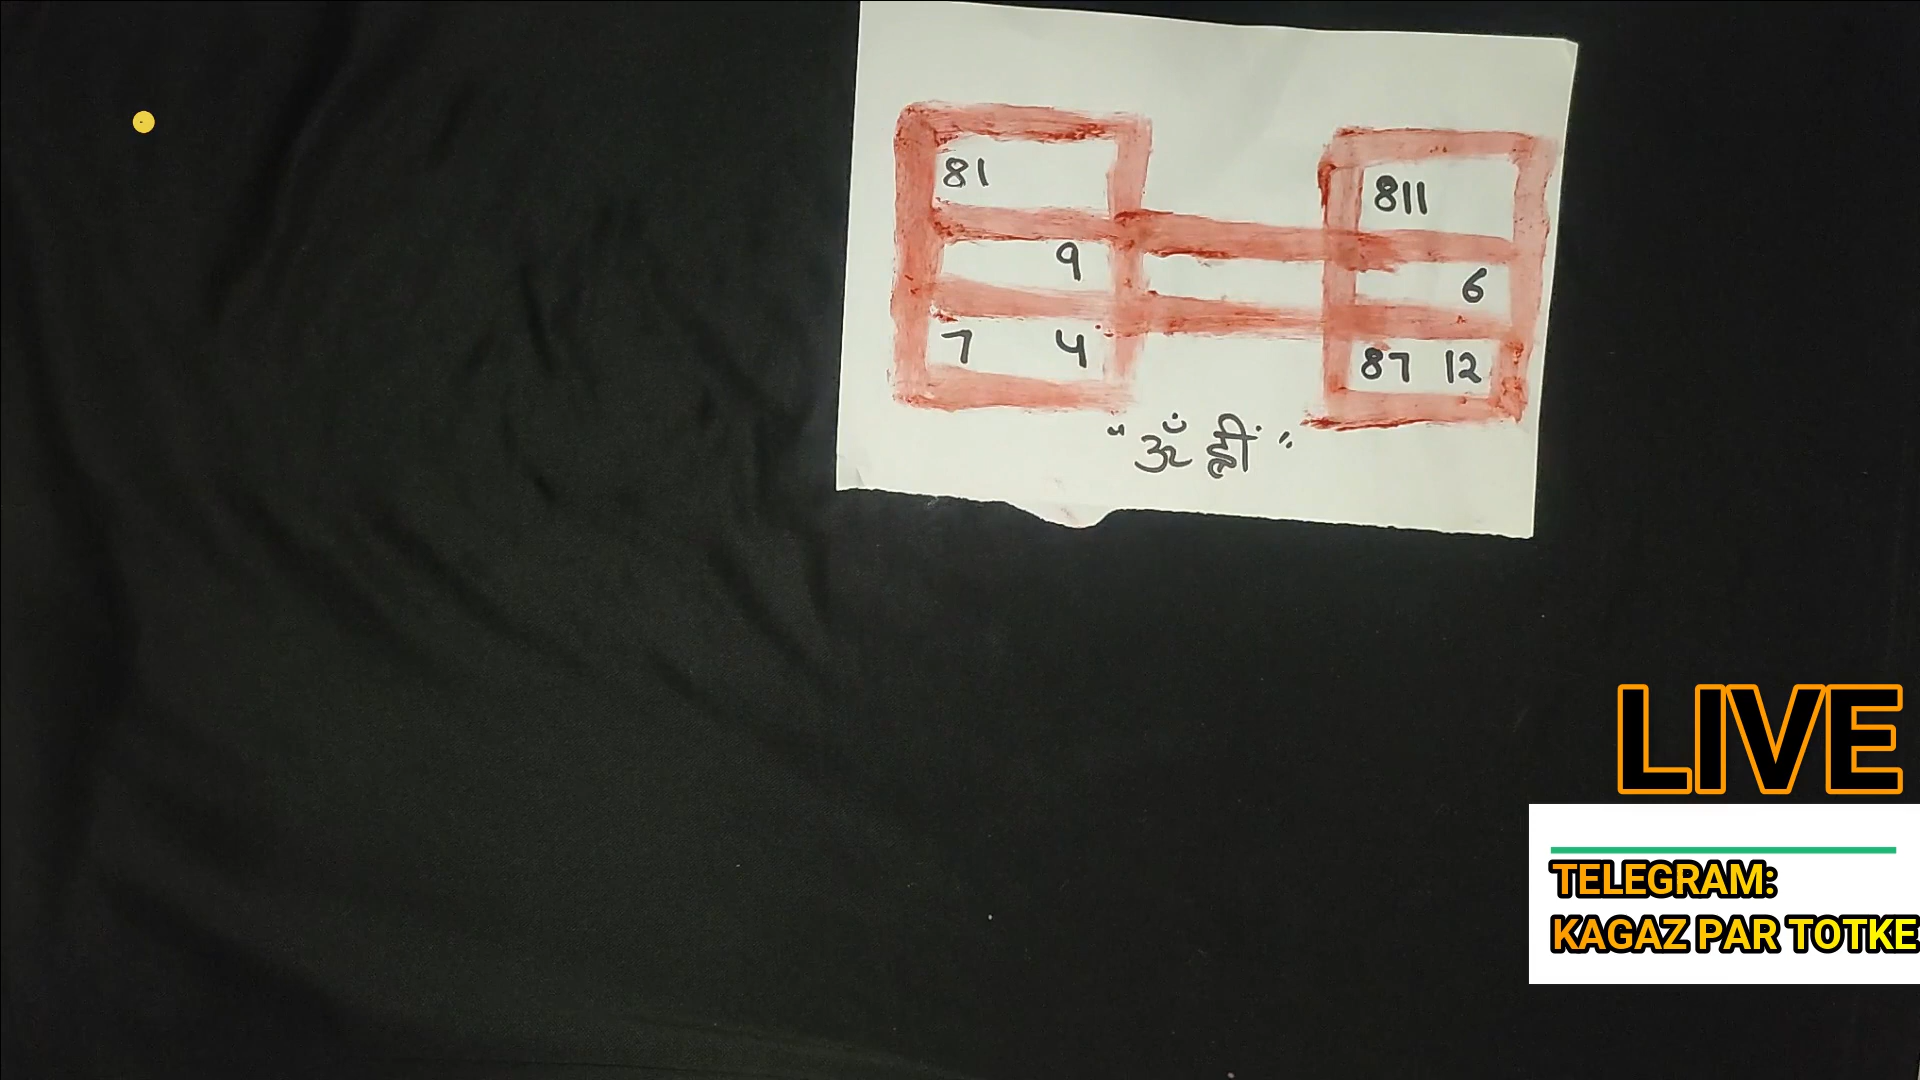 81
811
9
6
7 4
87 12
"ॐ ह्रीं"
LIVE
TELEGRAM:
KAGAZ PAR TOTKE